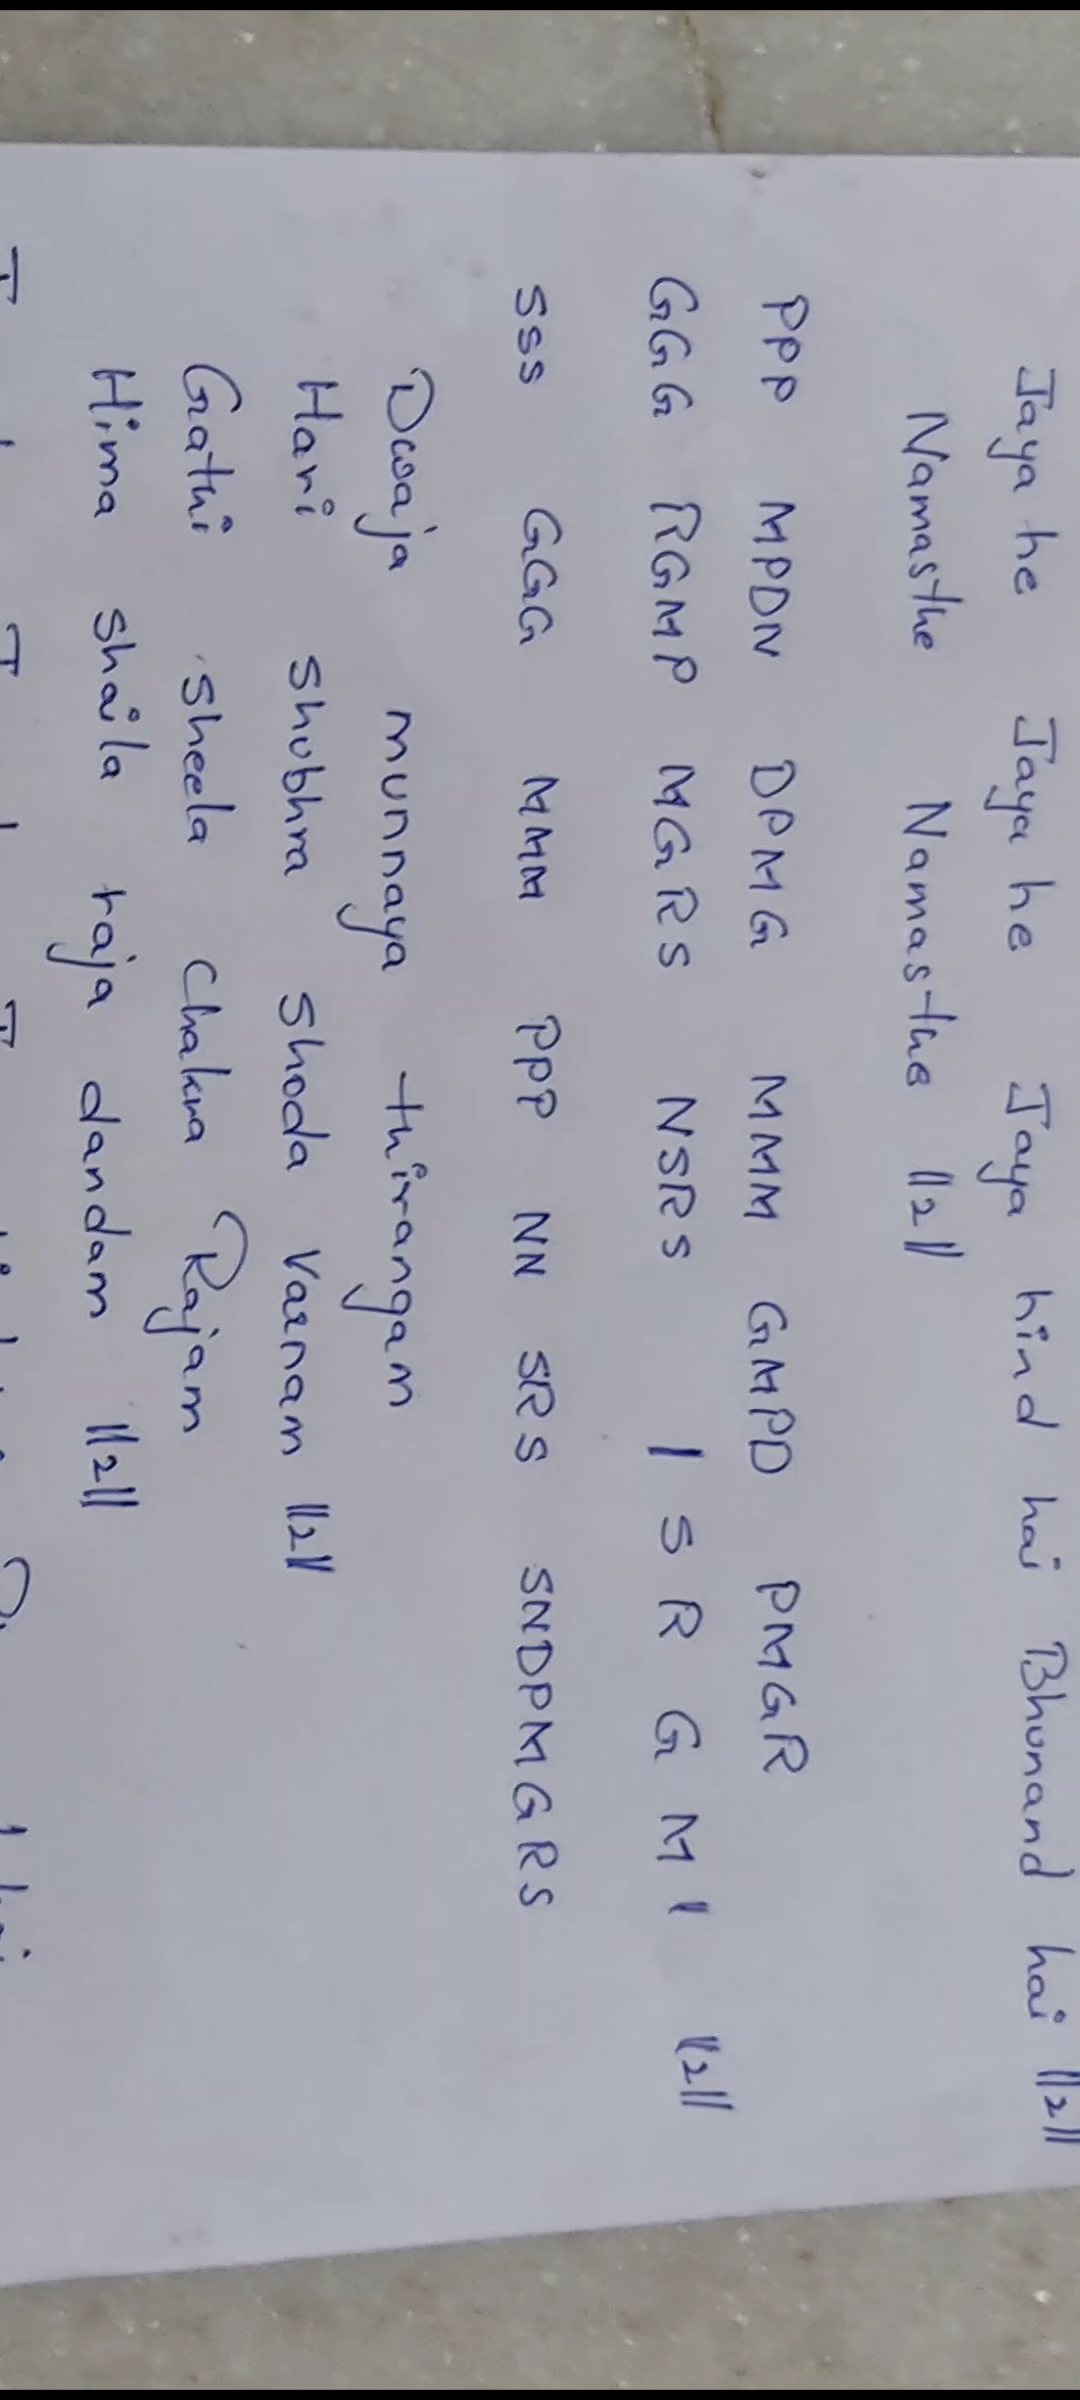 Jaya he Jaya he Jaya hind hai Bhunand hai ||2||
Namasthe Namasthe ||2||
PPP MPDN DPMG MMM GMPD PMGR
GGG RGMP MGRS NSRS | S R G M | ||2||
SSS GGG MMM PPP NN SRS SNDPMGRS
Dwaja munnaya thirangam
Hari Shubhra Shoda Varnam ||2||
Gathi Sheela Chakra Rajam
Hima Shaila raja dandam ||2||